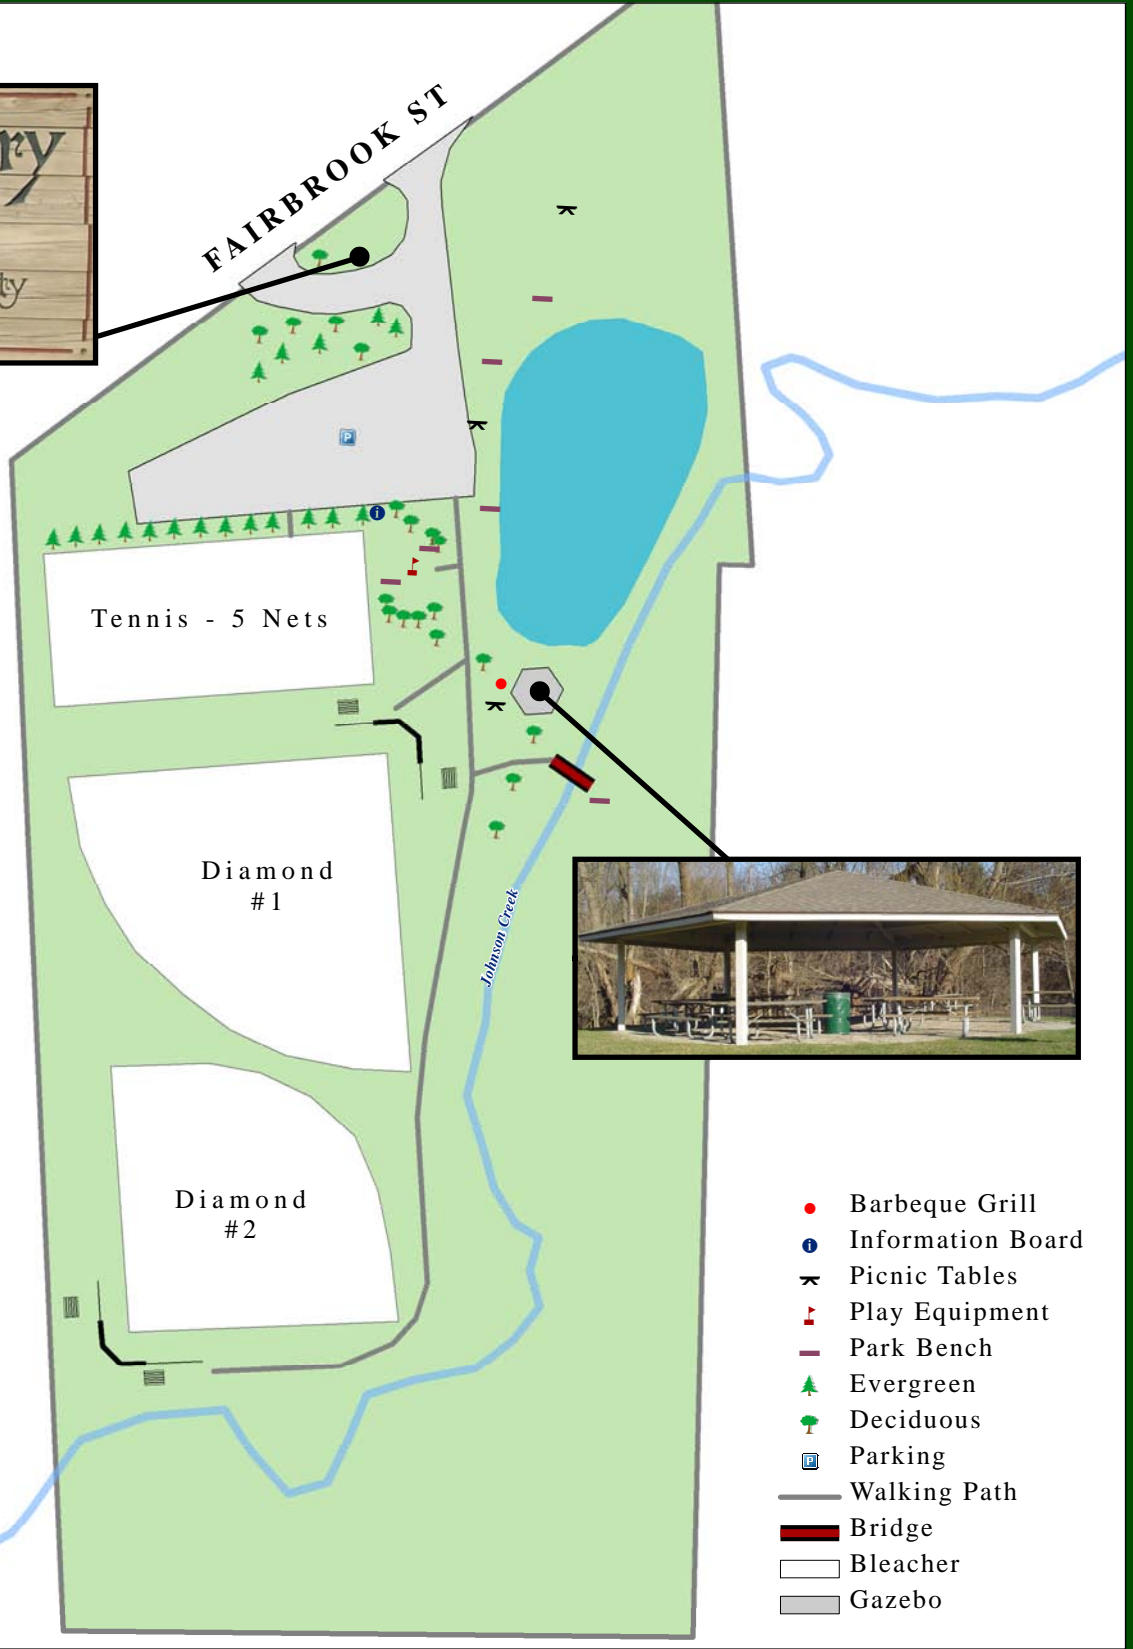 FAIRBROOK ST
P
i
Tennis - 5 Nets
Diamond
#1
Johnson Creek
Diamond
#2
Barbeque Grill
i Information Board
Picnic Tables
Play Equipment
Park Bench
Evergreen
Deciduous
P Parking
Walking Path
Bridge
Bleacher
Gazebo